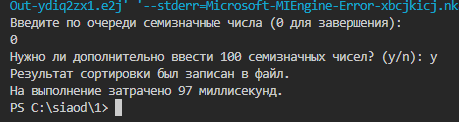 Out-ydiq2zx1.e2j' '--stderr=Microsoft-MIEngine-Error-xbcjkicj.nk
Введите по очереди семизначные числа (0 для завершения):
0
Нужно ли дополнительно ввести 100 семизначных чисел? (y/n): y
Результат сортировки был записан в файл.
На выполнение затрачено 97 миллисекунд.
PS C:\siaod\1>